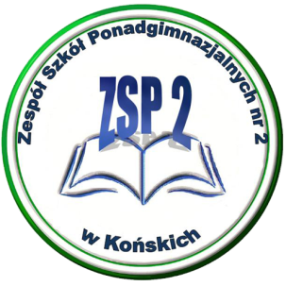 Zespół Szkół Ponadgimnazjalnych nr 2
ZSP 2
w Końskich